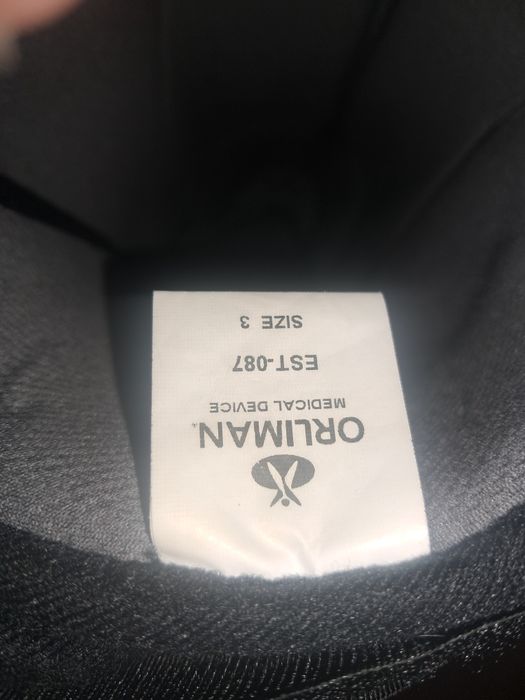 ORLIMAN
MEDICAL DEVICE
EST-087
SIZE 3